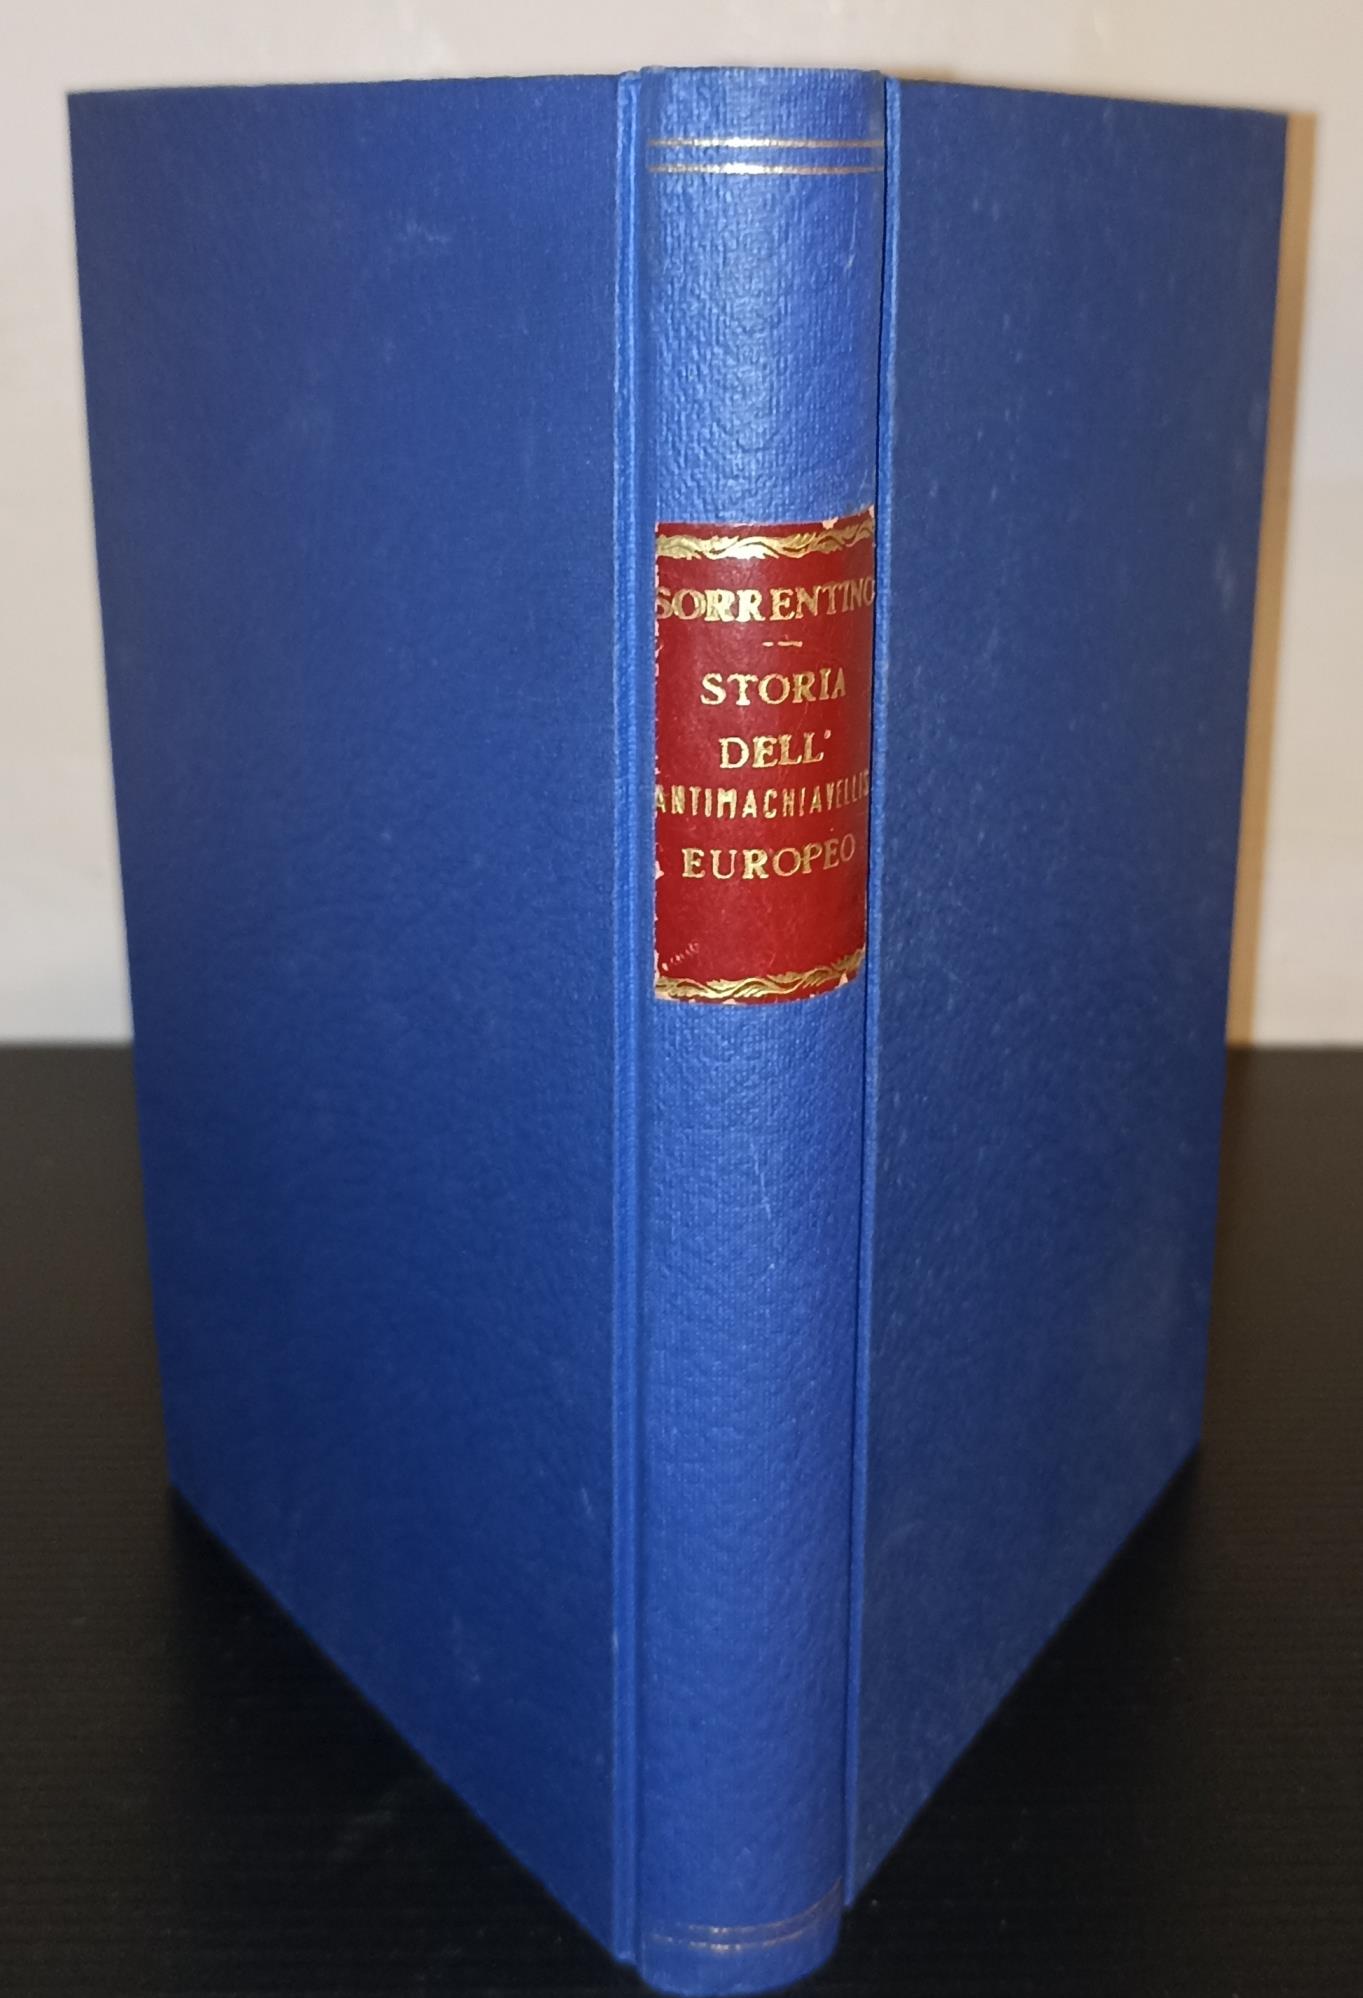 SORRENTINO
STORIA
DELL'
ANTIMACHIAVELLIS
EUROPEO